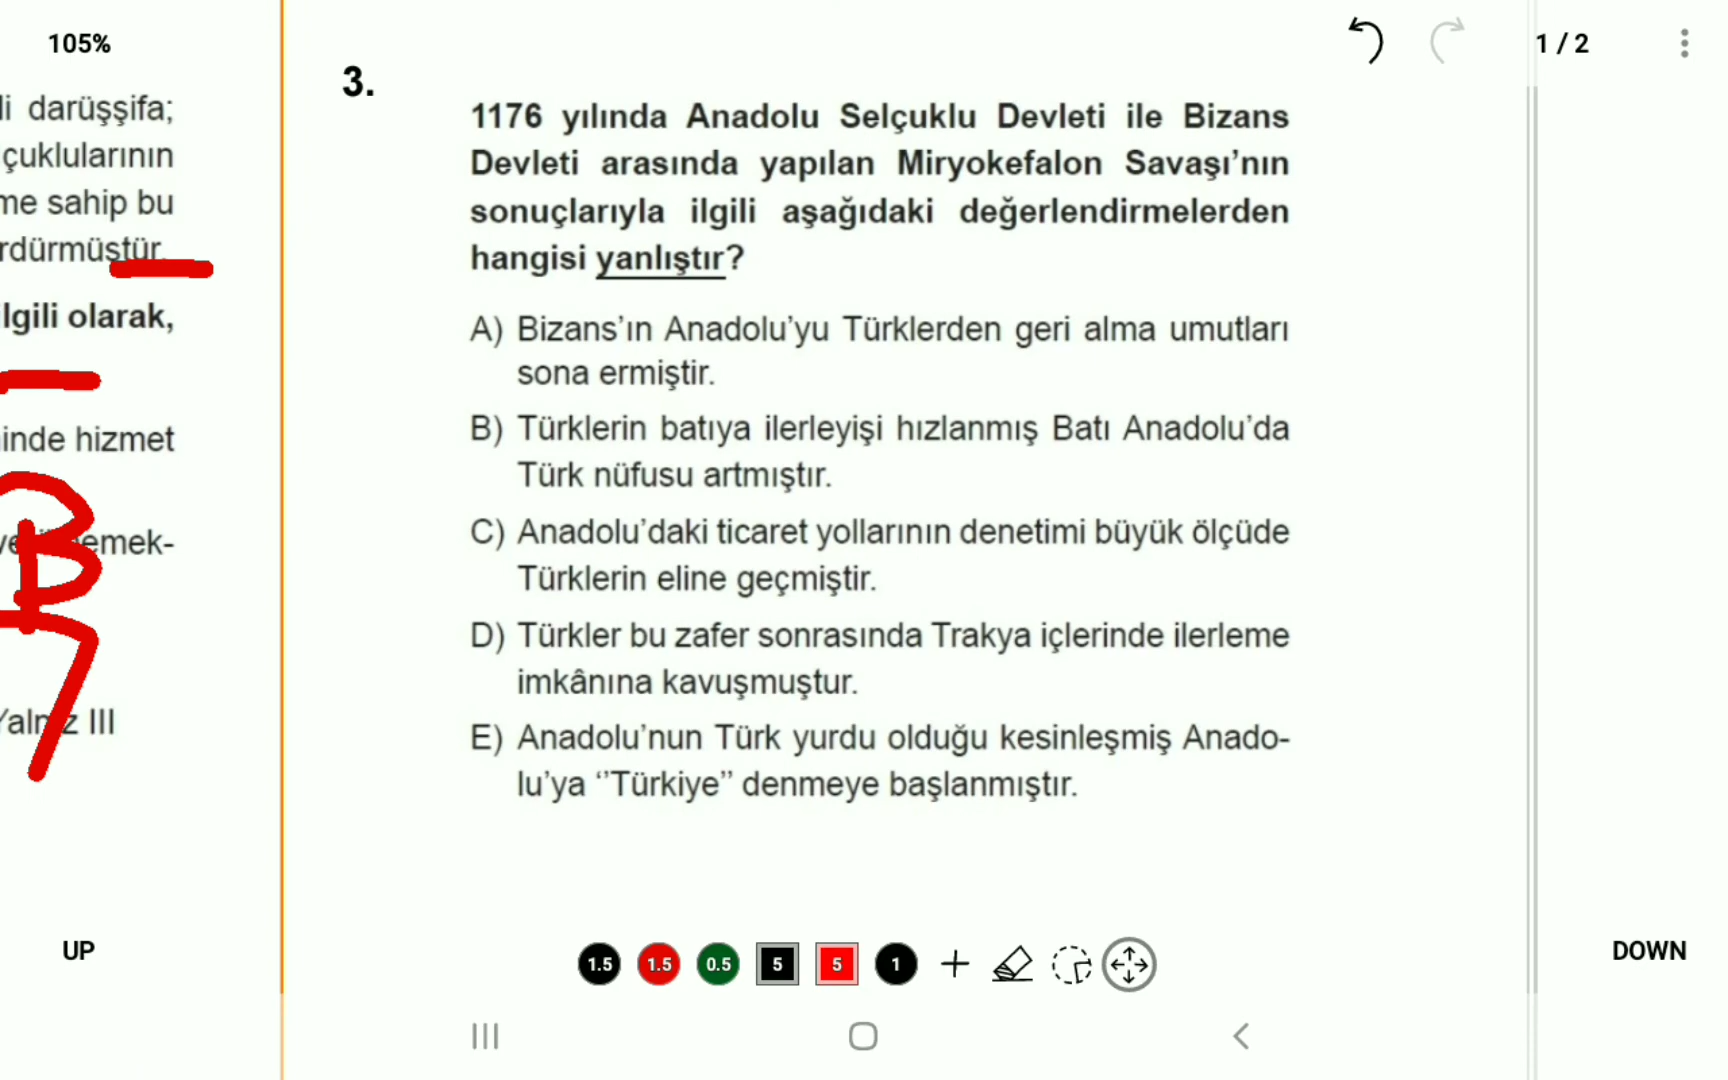 105%
1 / 2
li darüşşifa;
çuklularının
me sahip bu
rdürmüştür.
lgili olarak,
inde hizmet
emek-
B
III
3.
1176 yılında Anadolu Selçuklu Devleti ile Bizans
Devleti arasında yapılan Miryokefalon Savaşı’nın
sonuçlarıyla ilgili aşağıdaki değerlendirmelerden
hangisi yanlıştır?
A) Bizans’ın Anadolu’yu Türklerden geri alma umutları
sona ermiştir.
B) Türklerin batıya ilerleyişi hızlanmış Batı Anadolu’da
Türk nüfusu artmıştır.
C) Anadolu’daki ticaret yollarının denetimi büyük ölçüde
Türklerin eline geçmiştir.
D) Türkler bu zafer sonrasında Trakya içlerinde ilerleme
imkânına kavuşmuştur.
E) Anadolu’nun Türk yurdu olduğu kesinleşmiş Anado-
lu’ya ‘’Türkiye’’ denmeye başlanmıştır.
UP
DOWN
1.5 1.5 0.5 5 5 1